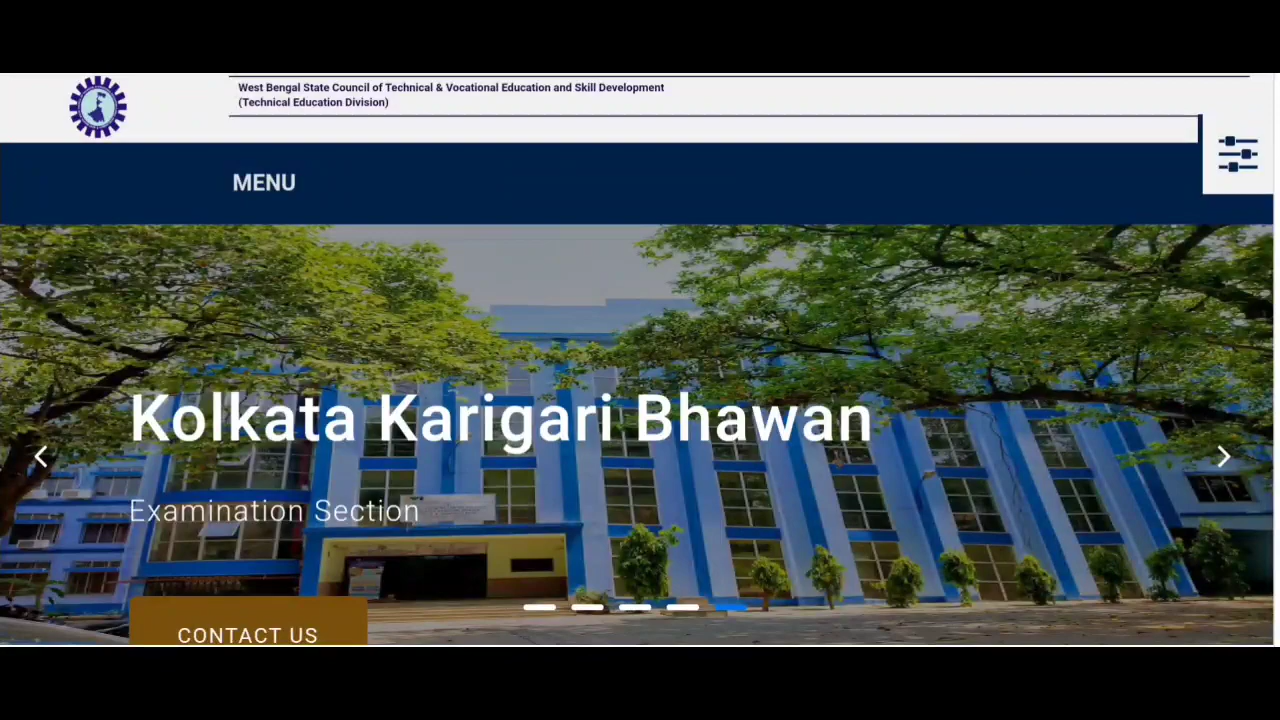 West Bengal State Council of Technical & Vocational Education and Skill Development
(Technical Education Division)
MENU
Kolkata Karigari Bhawan
Examination Section
CONTACT US